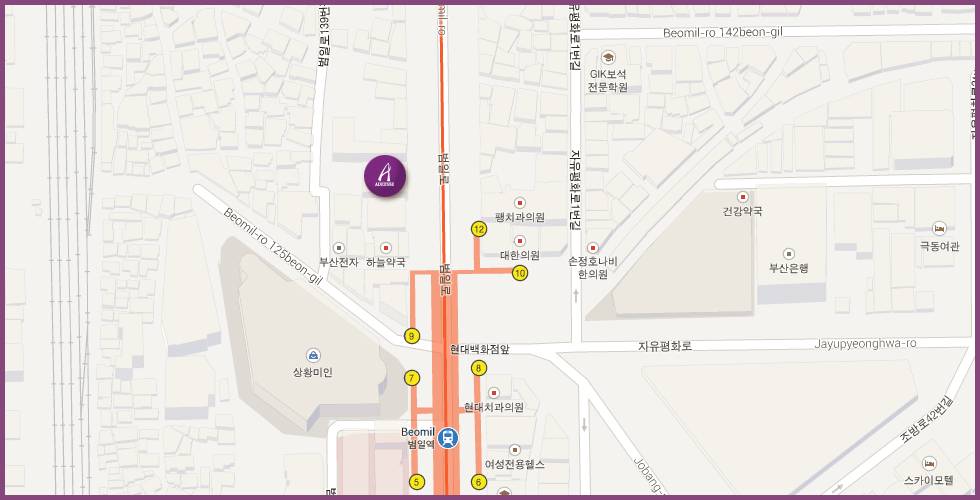 범일로139번길
mil-ro
자유평화로1번길
Beomil-ro 142beon-gil
GIK보석
전문학원
범일로
자유평화로1번길
건강약국
팽치과의원
12
대한의원
10
Beomil-ro 125beon-gil
부산전자
하늘약국
손정호나비
한의원
부산은행
극동여관
범일로
9
현대백화점앞
자유평화로
Jayupyeonghwa-ro
상황미인
7
8
현대치과의원
Beomil
범일역
조방로42번길
여성전용헬스
Jobang-
스카이모텔
5
6